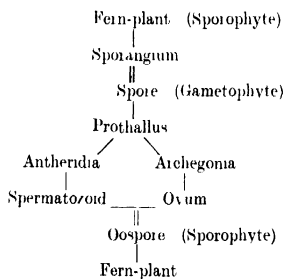 Fern-plant (Sporophyte)
Sporangium
Spore (Gametophyte)
Prothallus
Antheridia Archegonia
Spermatozoid Ovum
Oospore (Sporophyte)
Fern-plant